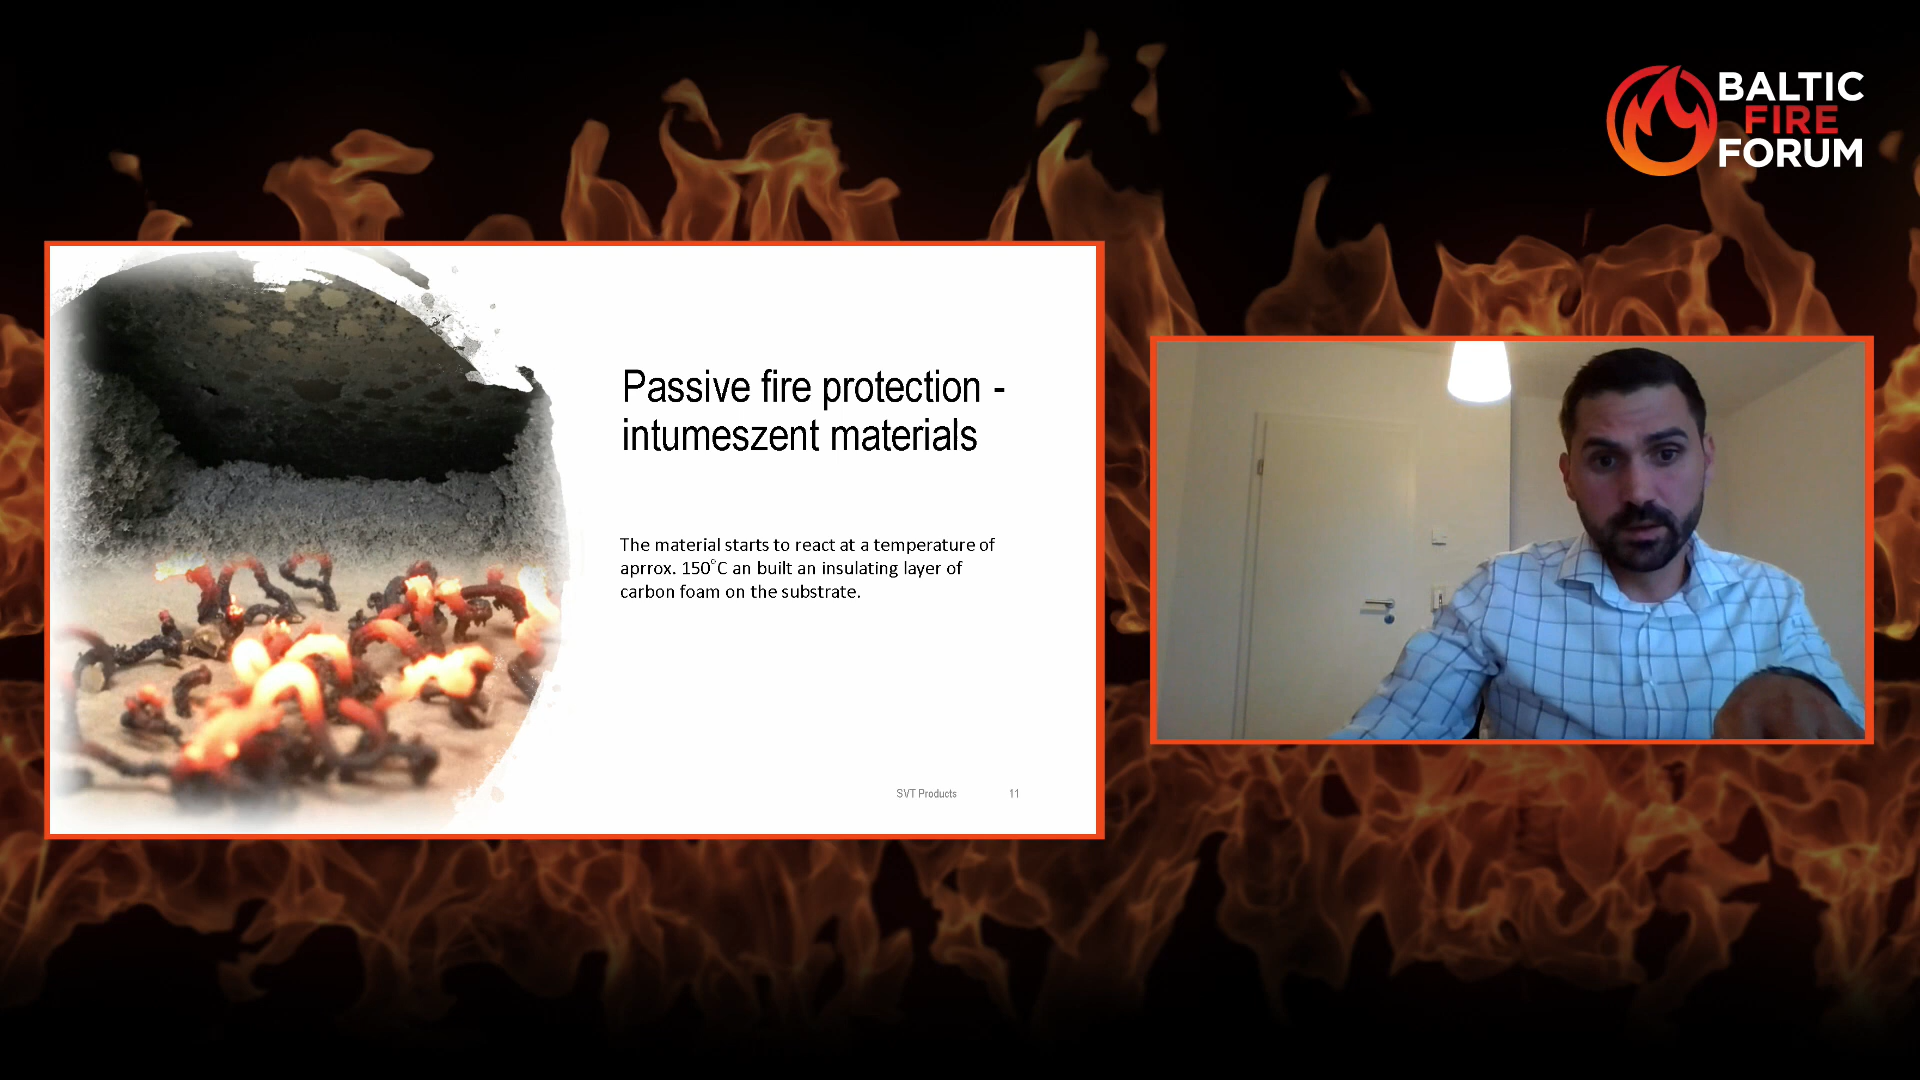 BALTIC
FIRE
FORUM
Passive fire protection -
intumeszent materials
The material starts to react at a temperature of
aprrox. 150°C an built an insulating layer of
carbon foam on the substrate.
SVT Products 11